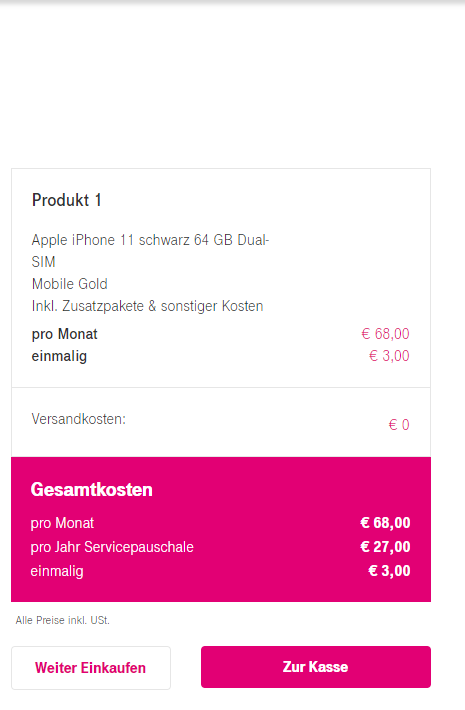 Produkt 1
Apple iPhone 11 schwarz 64 GB Dual-
SIM
Mobile Gold
Inkl. Zusatzpakete & sonstiger Kosten
pro Monat € 68,00
einmalig € 3,00
Versandkosten: € 0
Gesamtkosten
pro Monat € 68,00
pro Jahr Servicepauschale € 27,00
einmalig € 3,00
Alle Preise inkl. USt.
Weiter Einkaufen Zur Kasse